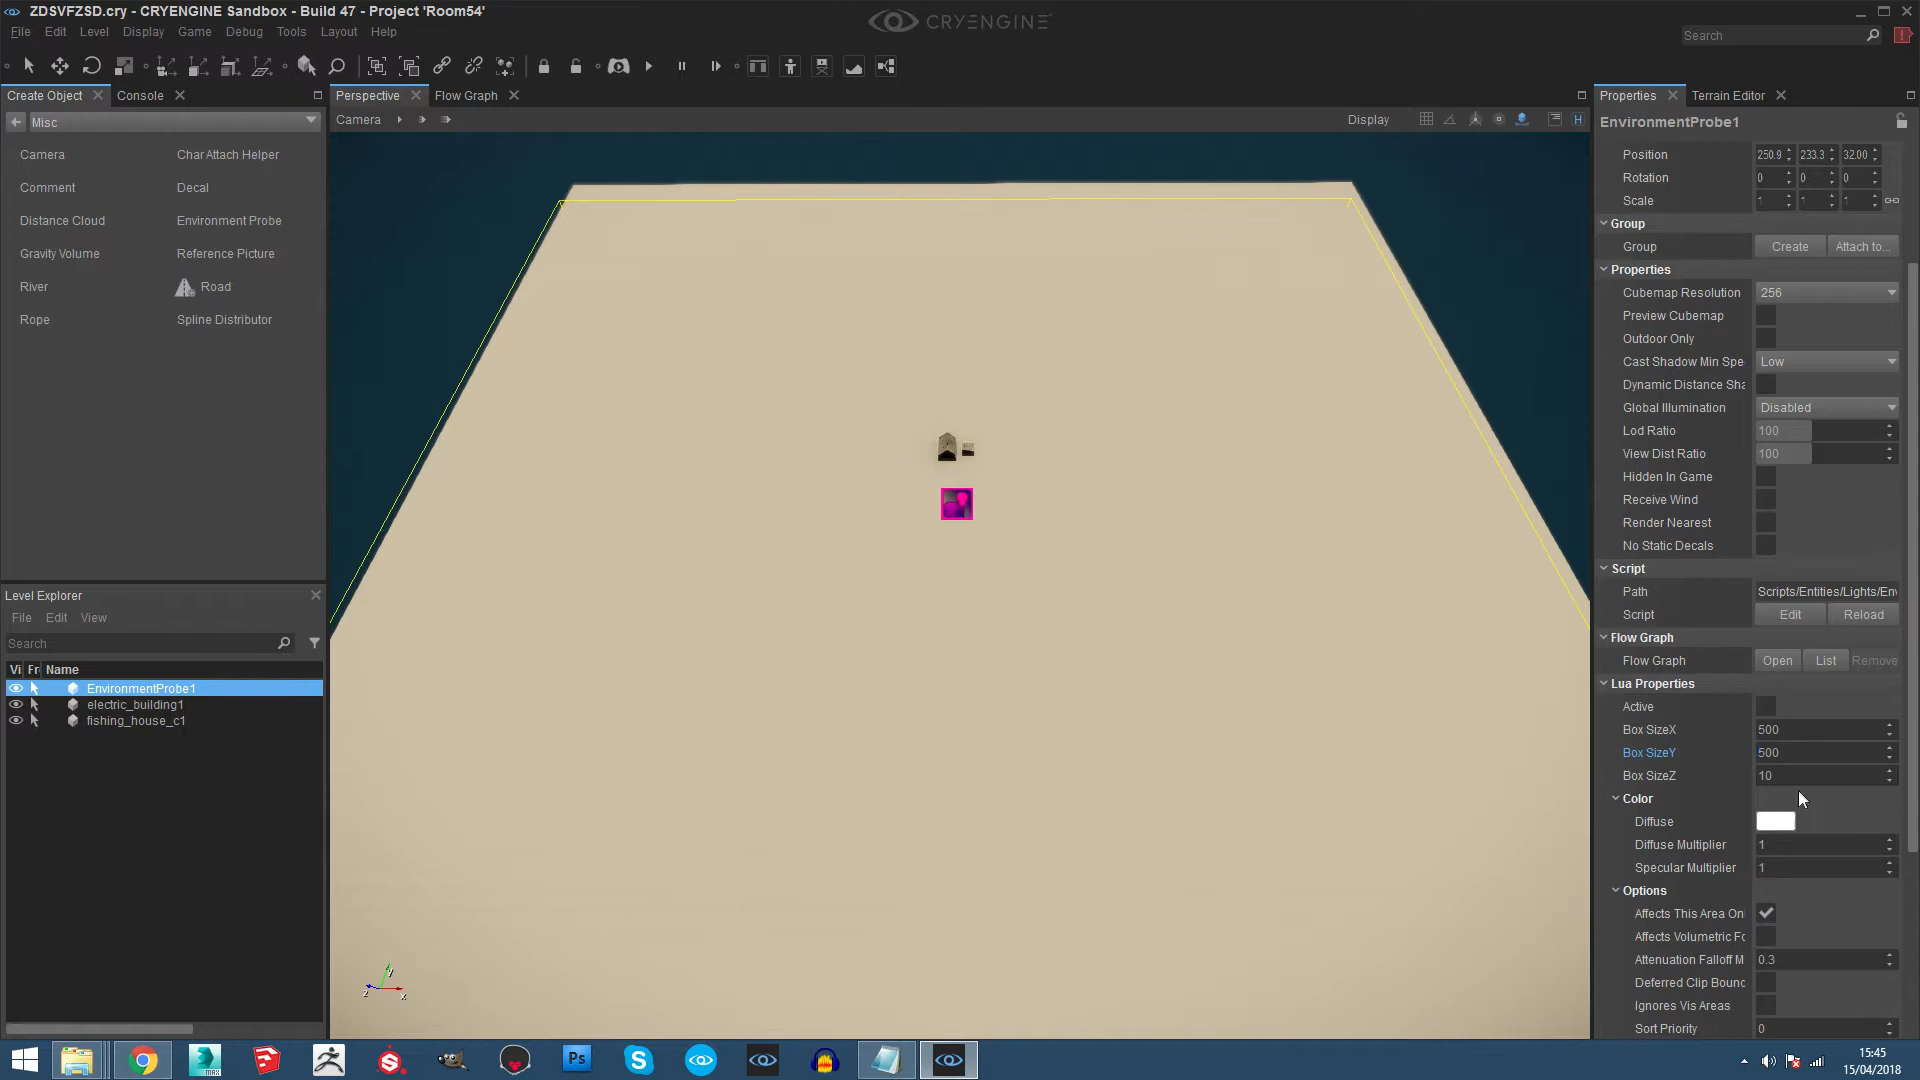 ZDSVFZSD.cry - CRYENGINE Sandbox - Build 47 - Project 'Room54'
CRYENGINE
File Edit Level Display Game Debug Tools Layout Help
Search
Create Object
Console
Misc
Camera
Char Attach Helper
Comment
Decal
Distance Cloud
Environment Probe
Gravity Volume
Reference Picture
River
Road
Rope
Spline Distributor
Level Explorer
File Edit View
Search
Vi Fr Name
EnvironmentProbe1
electric_building1
fishing_house_c1
Perspective
Flow Graph
Camera
Display
H
y
z
x
Properties
Terrain Editor
EnvironmentProbe1
Position 250.9 233.3 32.00
Rotation 0 0 0
Scale 1 1 1
Group
Group Create Attach to...
Properties
Cubemap Resolution 256
Preview Cubemap
Outdoor Only
Cast Shadow Min Spe Low
Dynamic Distance Sha
Global Illumination Disabled
Lod Ratio 100
View Dist Ratio 100
Hidden In Game
Receive Wind
Render Nearest
No Static Decals
Script
Path Scripts/Entities/Lights/Env
Script Edit Reload
Flow Graph
Flow Graph Open List Remove
Lua Properties
Active
Box SizeX 500
Box SizeY 500
Box SizeZ 10
Color
Diffuse
Diffuse Multiplier 1
Specular Multiplier 1
Options
Affects This Area On
Affects Volumetric Fo
Attenuation Falloff M 0.3
Deferred Clip Bounc
Ignores Vis Areas
Sort Priority 0
MAX
Ps
15:45
15/04/2018